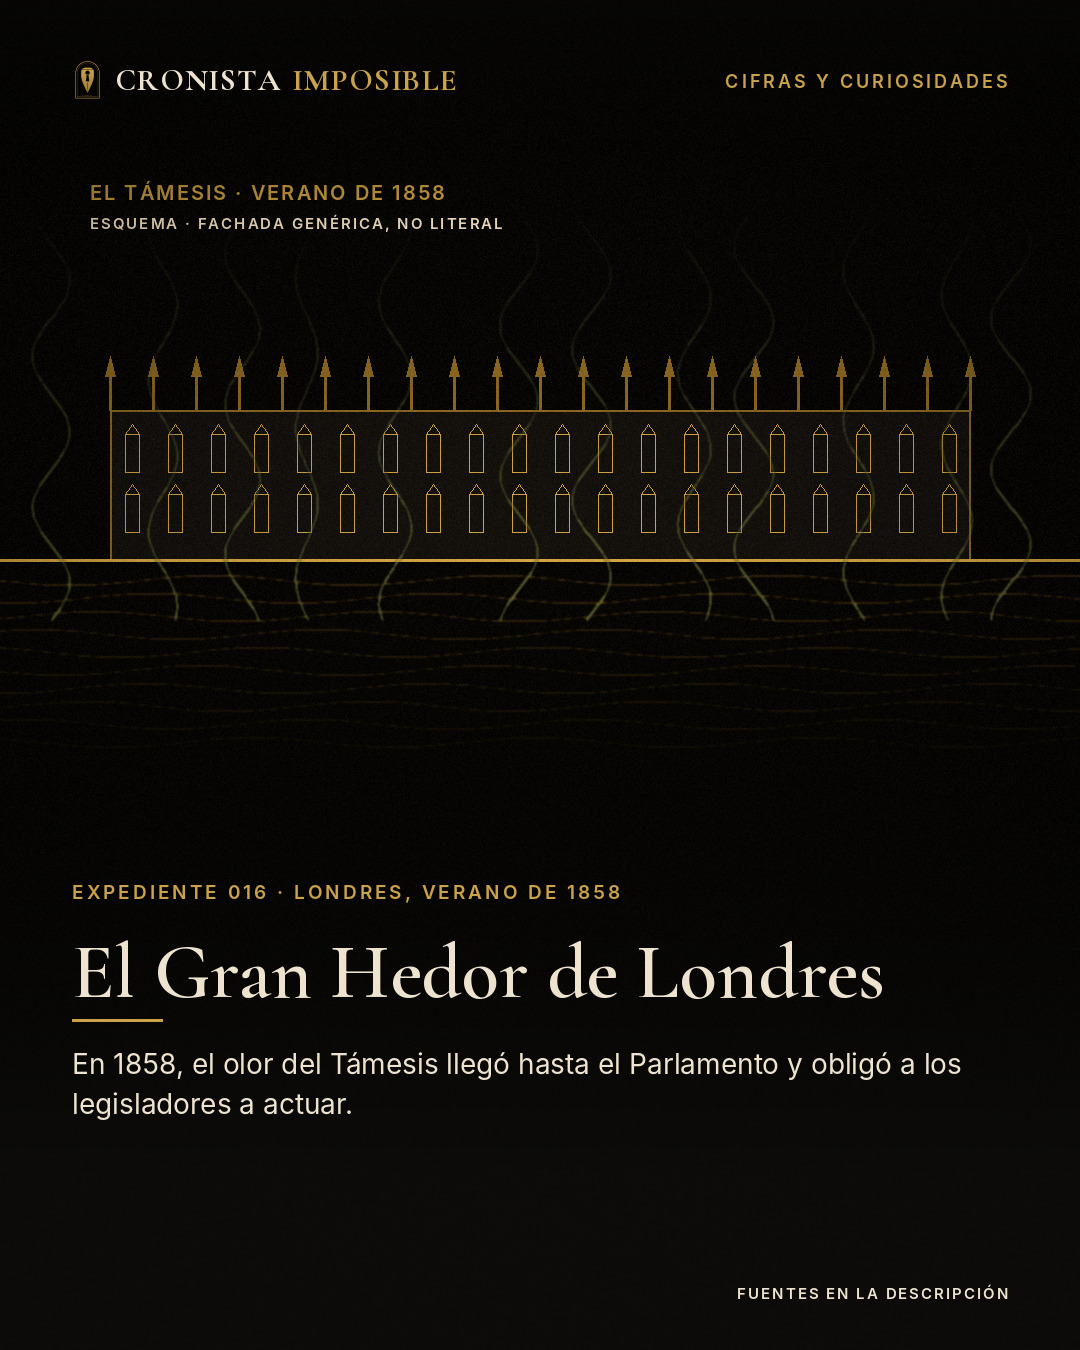 CRONISTA IMPOSIBLE
CIFRAS Y CURIOSIDADES
EL TÁMESIS · VERANO DE 1858
ESQUEMA · FACHADA GENÉRICA, NO LITERAL
EXPEDIENTE 016 · LONDRES, VERANO DE 1858
El Gran Hedor de Londres
En 1858, el olor del Támesis llegó hasta el Parlamento y obligó a los
legisladores a actuar.
FUENTES EN LA DESCRIPCIÓN